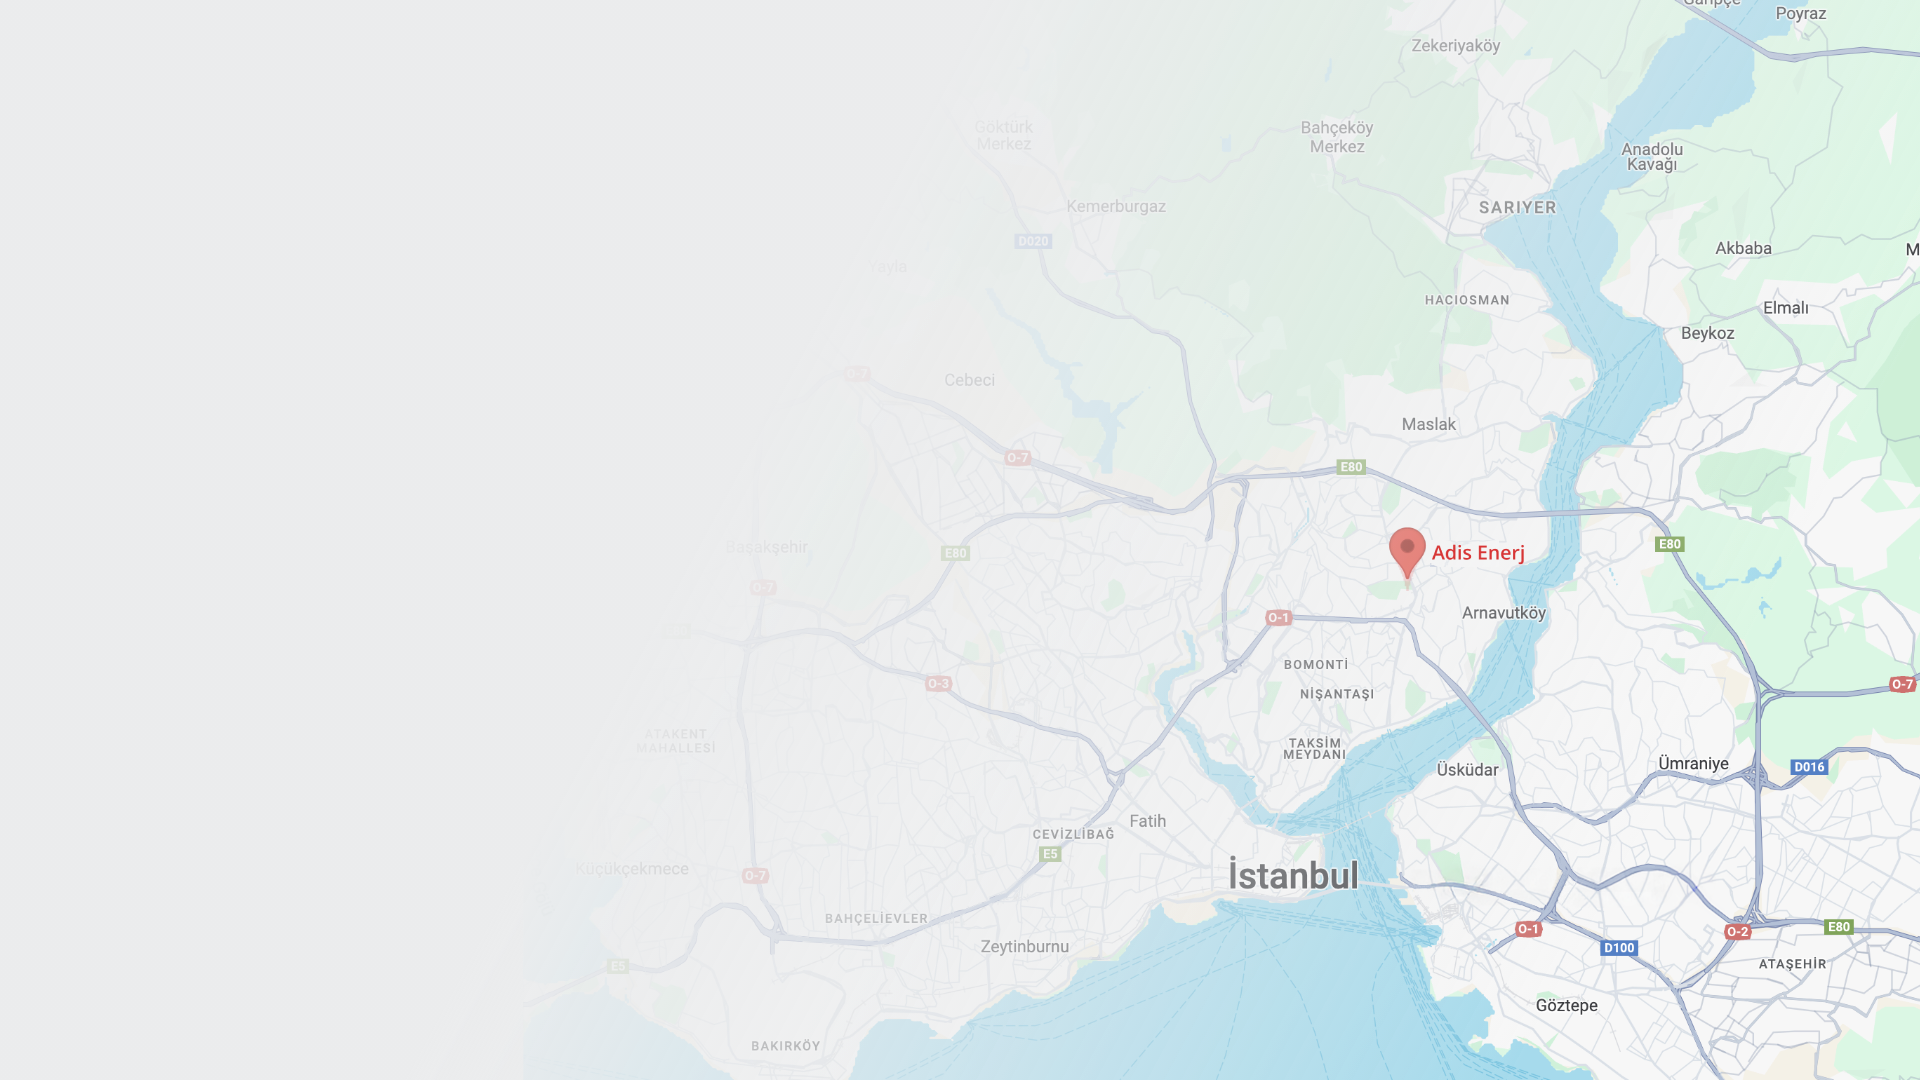 Garipçe
Poyraz
Zekeriyaköy
Göktürk
Merkez
Bahçeköy
Merkez
Anadolu
Kavağı
Kemerburgaz
SARIYER
D020
Akbaba
M
Yayla
HACIOSMAN
Elmalı
Beykoz
O-7
Cebeci
Maslak
O-7
E80
Başakşehir
E80
Adis Enerj
E80
O-7
O-1
Arnavutköy
BOMONTİ
O-3
NİŞANTAŞI
O-7
ATAKENT
MAHALLESİ
TAKSİM
MEYDANI
Üsküdar
Ümraniye
D016
Fatih
CEVİZLİBAĞ
E5
Küçükçekmece
O-7
İstanbul
BAHÇELİEVLER
Zeytinburnu
O-1
D100
O-2
E80
E5
ATAŞEHİR
Göztepe
BAKIRKÖY